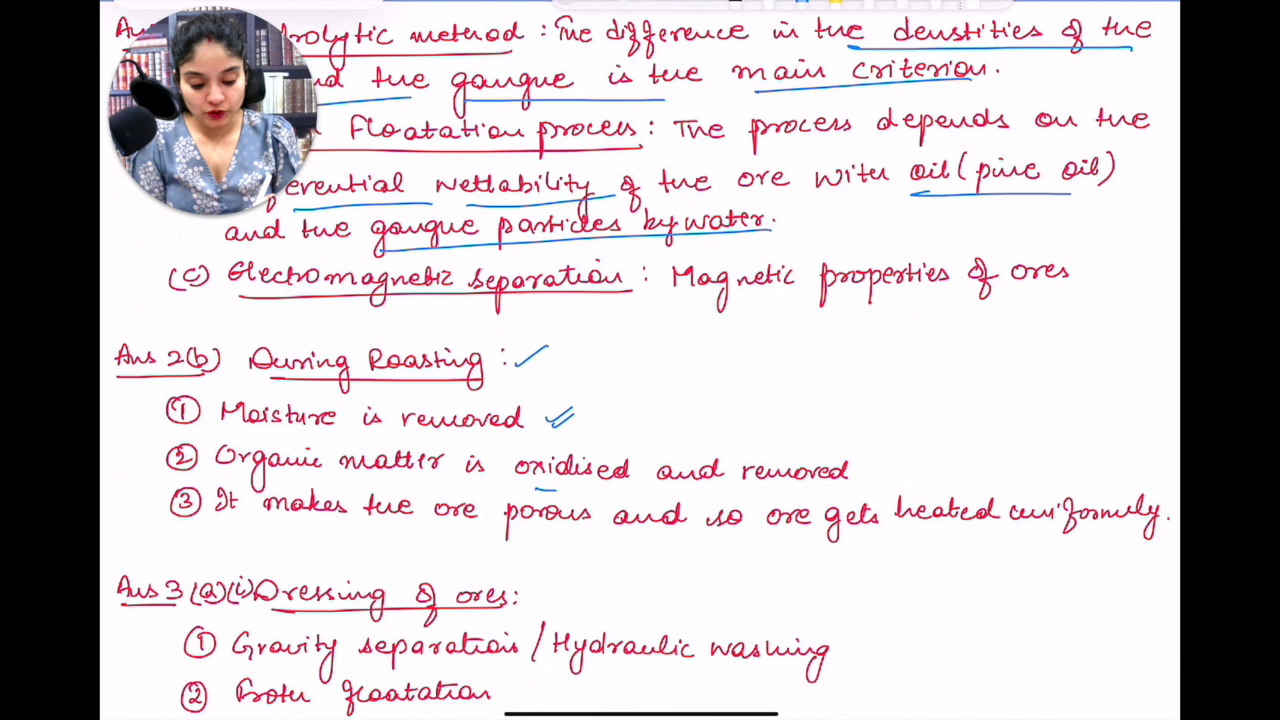 Ans rolytic method : The difference in the denstities of the
and the gangue is the main criterion.
Floatation process : The process depends on the
erential wettability of the ore with oil (pine oil)
and the gangue particles by water.
(c) Electromagnetic separation : Magnetic properties of ores
Ans 2(b) During Roasting :
① Moisture is removed
② Organic matter is oxidised and removed
③ It makes the ore porous and so ore gets heated uniformly.
Ans 3 (a)(i) Dressing of ores:
① Gravity separation / Hydraulic washing
② Froth floatation